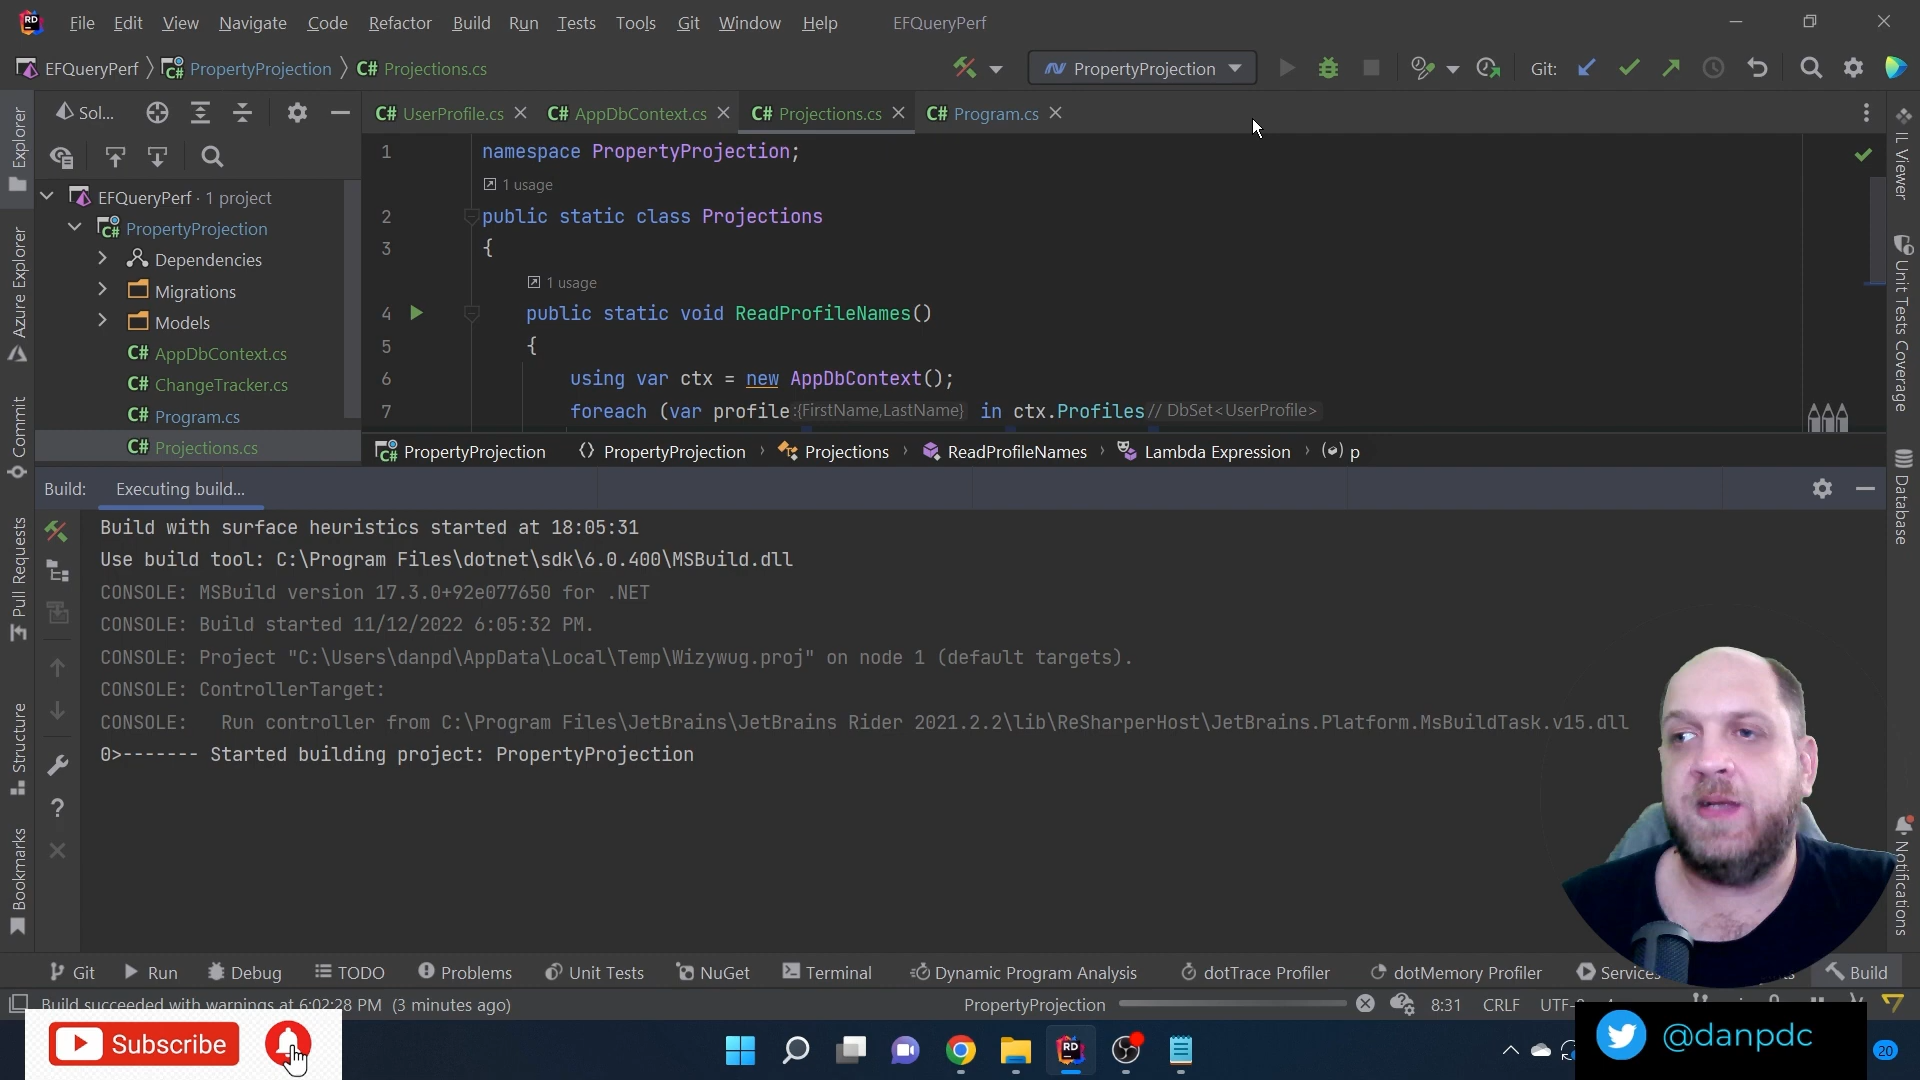 File Edit View Navigate Code Refactor Build Run Tests Tools Git Window Help EFQueryPerf
EFQueryPerf PropertyProjection C# Projections.cs PropertyProjection Git:
Sol... C# UserProfile.cs C# AppDbContext.cs C# Projections.cs C# Program.cs
Explorer
Azure Explorer
Commit
Pull Requests
Structure
Bookmarks
EFQueryPerf · 1 project
PropertyProjection
Dependencies
Migrations
Models
C# AppDbContext.cs
C# ChangeTracker.cs
C# Program.cs
C# Projections.cs
1 namespace PropertyProjection;
1 usage
2 public static class Projections
3 {
1 usage
4 public static void ReadProfileNames()
5 {
6 using var ctx = new AppDbContext();
7 foreach (var profile :{FirstName,LastName} in ctx.Profiles // DbSet<UserProfile>
PropertyProjection PropertyProjection Projections ReadProfileNames Lambda Expression p
IL Viewer
Unit Tests Coverage
Database
Notifications
Build: Executing build...
Build with surface heuristics started at 18:05:31
Use build tool: C:\Program Files\dotnet\sdk\6.0.400\MSBuild.dll
CONSOLE: MSBuild version 17.3.0+92e077650 for .NET
CONSOLE: Build started 11/12/2022 6:05:32 PM.
CONSOLE: Project "C:\Users\danpd\AppData\Local\Temp\Wizywug.proj" on node 1 (default targets).
CONSOLE: ControllerTarget:
CONSOLE:   Run controller from C:\Program Files\JetBrains\JetBrains Rider 2021.2.2\lib\ReSharperHost\JetBrains.Platform.MsBuildTask.v15.dll
0>------- Started building project: PropertyProjection
Git Run Debug TODO Problems Unit Tests NuGet Terminal Dynamic Program Analysis dotTrace Profiler dotMemory Profiler Services Build
Build succeeded with warnings at 6:02:28 PM (3 minutes ago) PropertyProjection 8:31 CRLF
Subscribe
RD
@danpdc
20